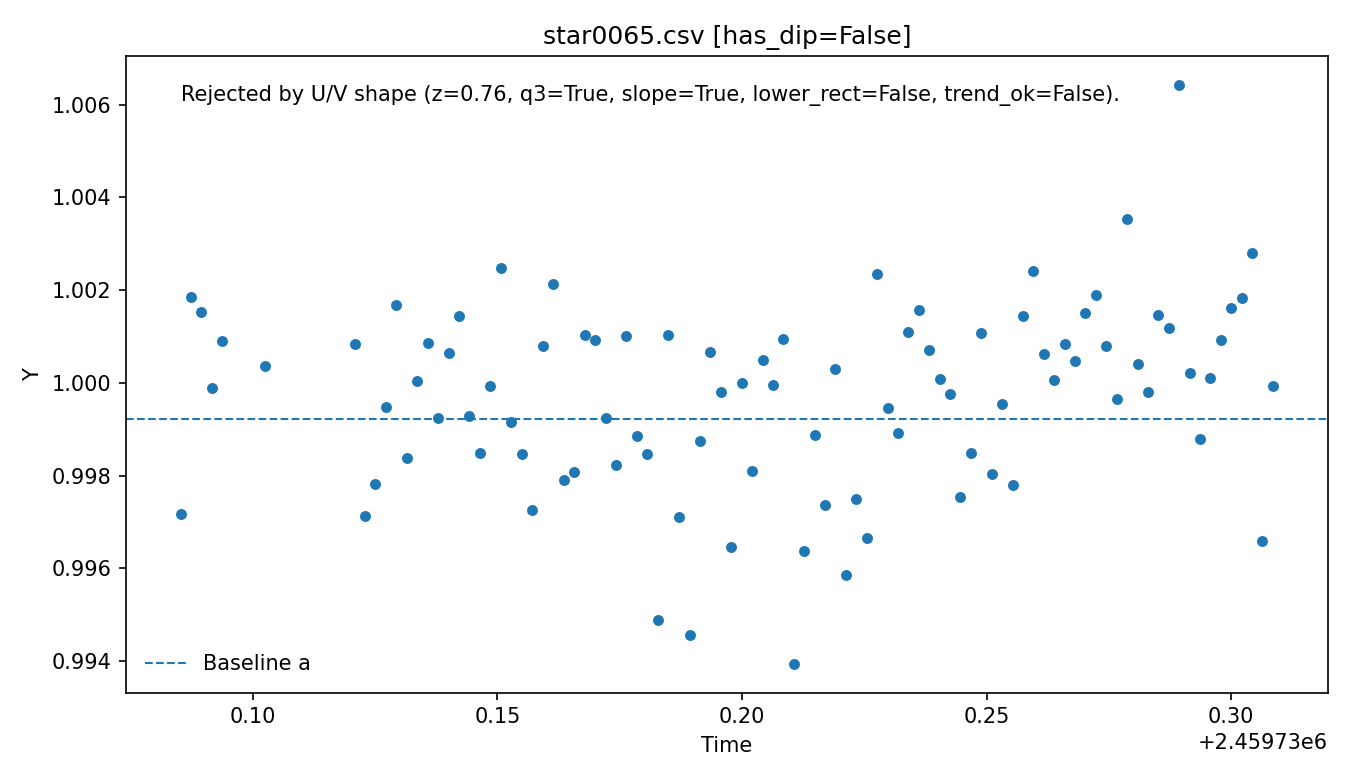 star0065.csv [has_dip=False]
Rejected by U/V shape (z=0.76, q3=True, slope=True, lower_rect=False, trend_ok=False).
1.006
1.004
1.002
1.000
0.998
0.996
0.994
Y
Baseline a
0.10 0.15 0.20 0.25 0.30
Time
+2.45973e6